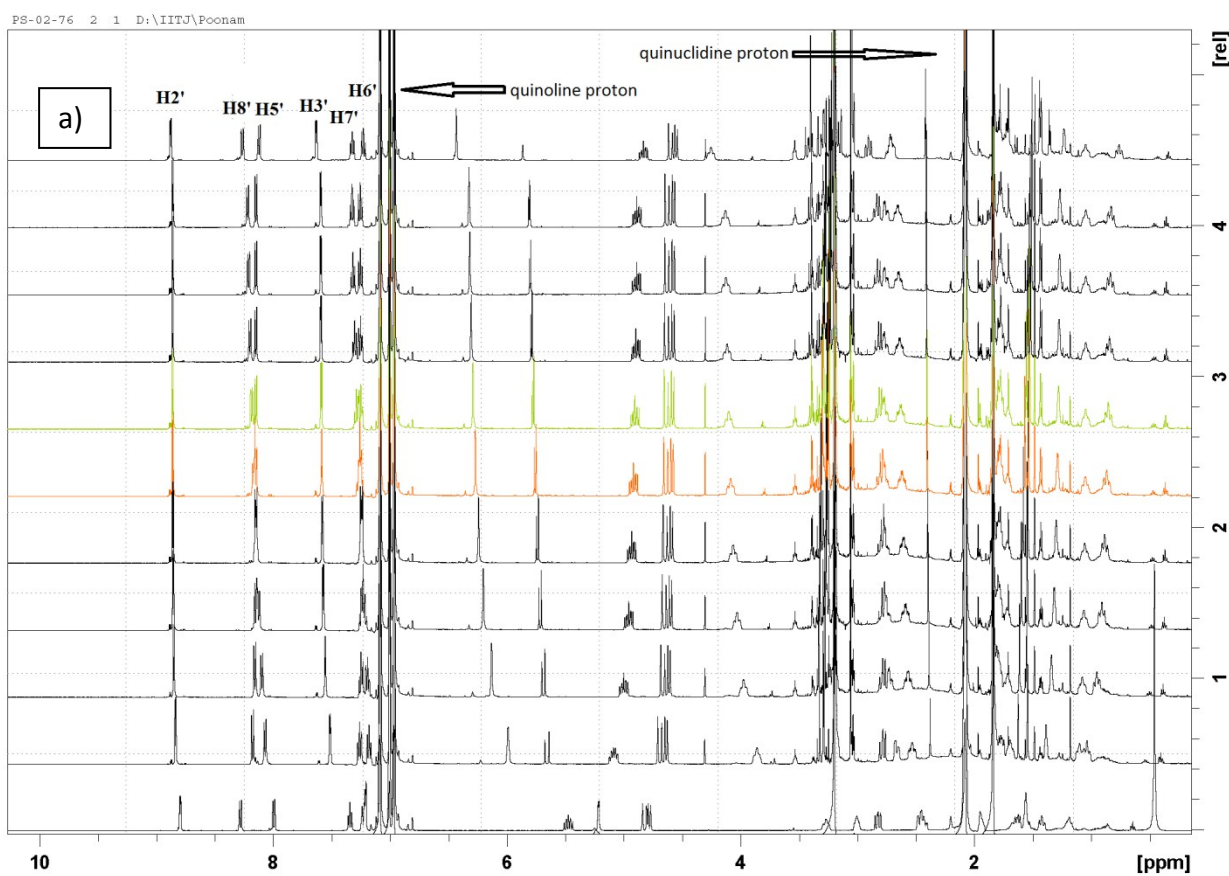 PS-02-76 2 1 D:\IITJ\Poonam
quinuclidine proton
[rel]
a)
H2'
H8'
H5'
H3'
H7'
H6'
quinoline proton
4
3
2
1
10
8
6
4
2
[ppm]